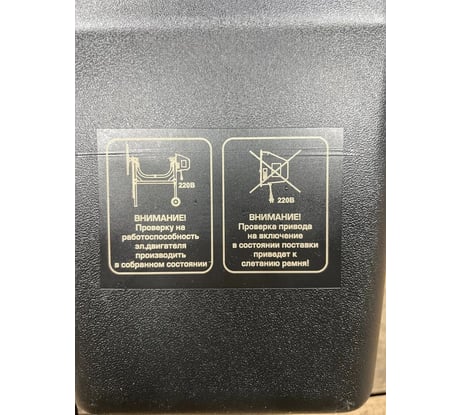 220В
ВНИМАНИЕ!
Проверку на
работоспособность
эл.двигателя
производить
в собранном состоянии
220В
ВНИМАНИЕ!
Проверка привода
на включение
в состоянии поставки
приведет к
слетанию ремня!